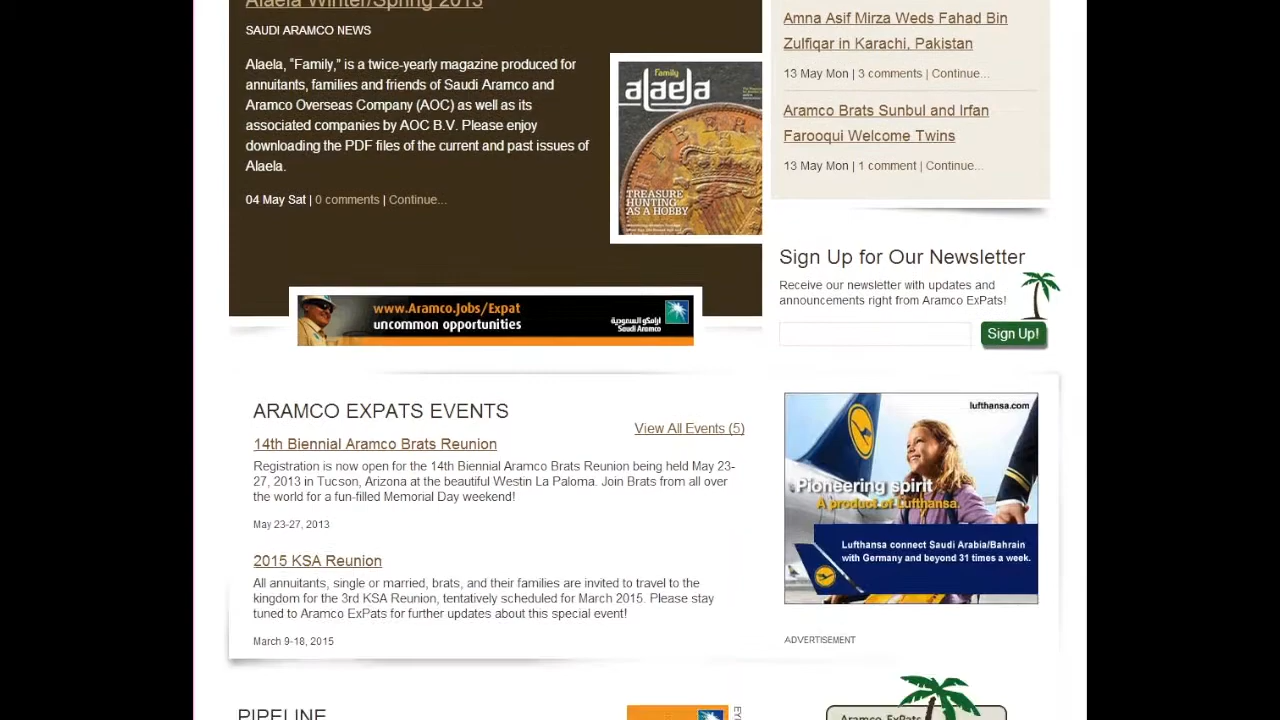 Alaela Winter/Spring 2013
SAUDI ARAMCO NEWS
Alaela, "Family," is a twice-yearly magazine produced for
annuitants, families and friends of Saudi Aramco and
Aramco Overseas Company (AOC) as well as its
associated companies by AOC B.V. Please enjoy
downloading the PDF files of the current and past issues of
Alaela.
04 May Sat | 0 comments | Continue...
Family
alaela
TREASURE
HUNTING
AS A HOBBY
www.Aramco.Jobs/Expat
uncommon opportunities
أرامكو السعودية
Saudi Aramco
Amna Asif Mirza Weds Fahad Bin
Zulfiqar in Karachi, Pakistan
13 May Mon | 3 comments | Continue...
Aramco Brats Sunbul and Irfan
Farooqui Welcome Twins
13 May Mon | 1 comment | Continue...
Sign Up for Our Newsletter
Receive our newsletter with updates and
announcements right from Aramco ExPats!
Sign Up!
ARAMCO EXPATS EVENTS
View All Events (5)
14th Biennial Aramco Brats Reunion
Registration is now open for the 14th Biennial Aramco Brats Reunion being held May 23-
27, 2013 in Tucson, Arizona at the beautiful Westin La Paloma. Join Brats from all over
the world for a fun-filled Memorial Day weekend!
May 23-27, 2013
2015 KSA Reunion
All annuitants, single or married, brats, and their families are invited to travel to the
kingdom for the 3rd KSA Reunion, tentatively scheduled for March 2015. Please stay
tuned to Aramco ExPats for further updates about this special event!
March 9-18, 2015
lufthansa.com
Pioneering spirit
A product of Lufthansa.
Lufthansa connect Saudi Arabia/Bahrain
with Germany and beyond 31 times a week.
ADVERTISEMENT
PIPELINE
Aramco ExPats